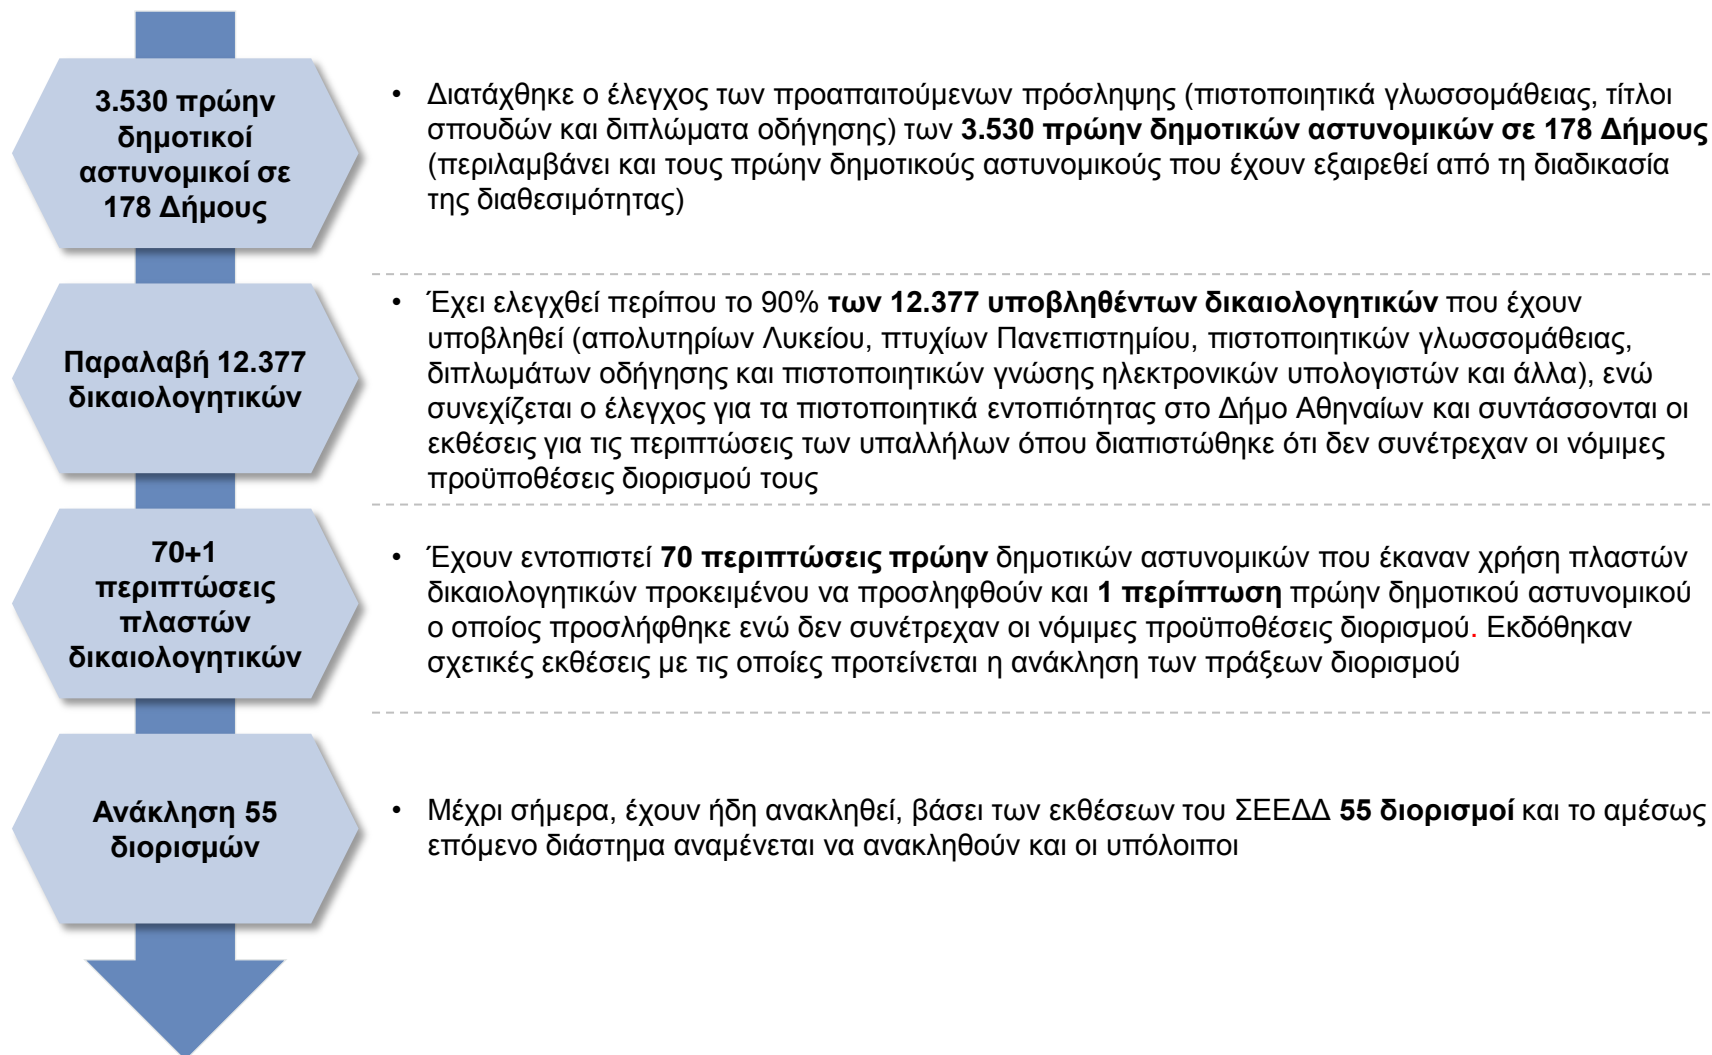 3.530 πρώην
δημοτικοί
αστυνομικοί σε
178 Δήμους
• Διατάχθηκε ο έλεγχος των προαπαιτούμενων πρόσληψης (πιστοποιητικά γλωσσομάθειας, τίτλοι
σπουδών και διπλώματα οδήγησης) των 3.530 πρώην δημοτικών αστυνομικών σε 178 Δήμους
(περιλαμβάνει και τους πρώην δημοτικούς αστυνομικούς που έχουν εξαιρεθεί από τη διαδικασία
της διαθεσιμότητας)
Παραλαβή 12.377
δικαιολογητικών
• Έχει ελεγχθεί περίπου το 90% των 12.377 υποβληθέντων δικαιολογητικών που έχουν
υποβληθεί (απολυτηρίων Λυκείου, πτυχίων Πανεπιστημίου, πιστοποιητικών γλωσσομάθειας,
διπλωμάτων οδήγησης και πιστοποιητικών γνώσης ηλεκτρονικών υπολογιστών και άλλα), ενώ
συνεχίζεται ο έλεγχος για τα πιστοποιητικά εντοπιότητας στο Δήμο Αθηναίων και συντάσσονται οι
εκθέσεις για τις περιπτώσεις των υπαλλήλων όπου διαπιστώθηκε ότι δεν συνέτρεχαν οι νόμιμες
προϋποθέσεις διορισμού τους
70+1
περιπτώσεις
πλαστών
δικαιολογητικών
• Έχουν εντοπιστεί 70 περιπτώσεις πρώην δημοτικών αστυνομικών που έκαναν χρήση πλαστών
δικαιολογητικών προκειμένου να προσληφθούν και 1 περίπτωση πρώην δημοτικού αστυνομικού
ο οποίος προσλήφθηκε ενώ δεν συνέτρεχαν οι νόμιμες προϋποθέσεις διορισμού. Εκδόθηκαν
σχετικές εκθέσεις με τις οποίες προτείνεται η ανάκληση των πράξεων διορισμού
Ανάκληση 55
διορισμών
• Μέχρι σήμερα, έχουν ήδη ανακληθεί, βάσει των εκθέσεων του ΣΕΕΔΔ 55 διορισμοί και το αμέσως
επόμενο διάστημα αναμένεται να ανακληθούν και οι υπόλοιποι